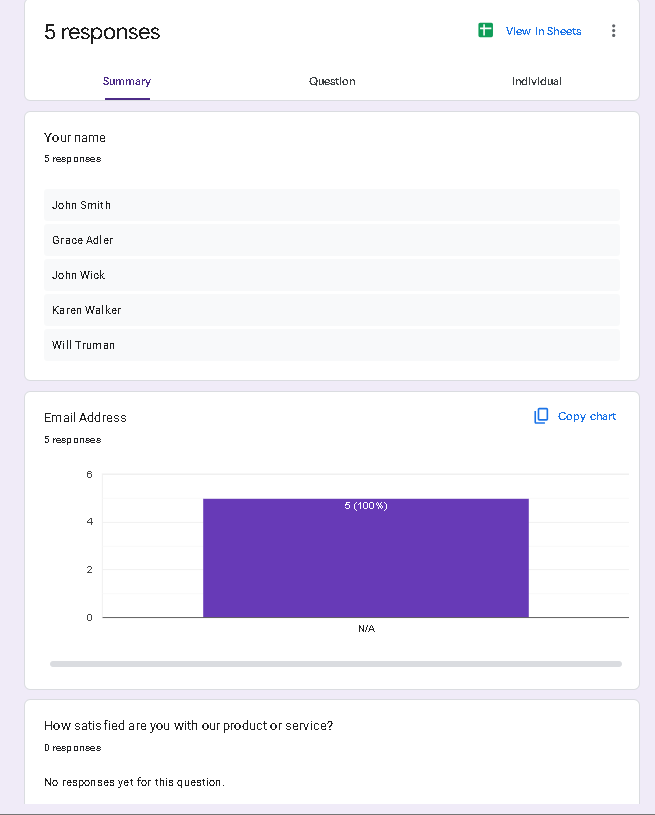 5 responses
View in Sheets
Summary
Question
Individual
Your name
5 responses
John Smith
Grace Adler
John Wick
Karen Walker
Will Truman
Email Address
Copy chart
5 responses
6
5 (100%)
4
2
0
N/A
How satisfied are you with our product or service?
0 responses
No responses yet for this question.